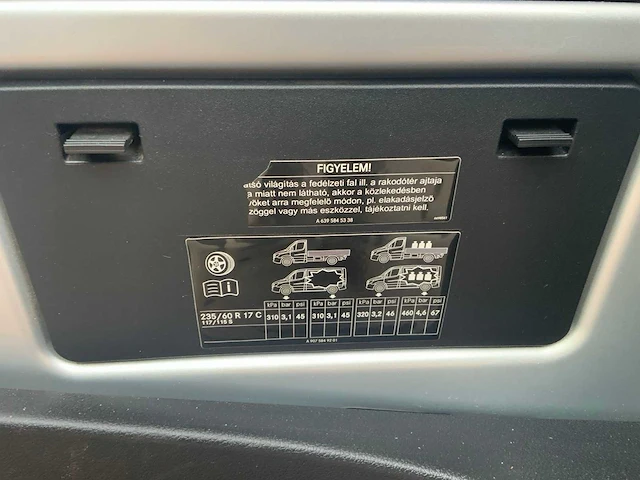 FIGYELEM!
világítás a fedélzeti fal ill. a rakodótér ajtaja
a miatt nem látható, akkor a közlekedésben
arra megfelelő módon, pl. elakadásjelző
vagy más eszközzel, tájékoztatni kell.
A 639 584 53 38
kPa bar psi kPa bar psi kPa bar psi kPa bar psi
235/60 R 17 C 310 3,1 45 310 3,1 45 320 3,2 46 460 4,6 67
117/115 S
A 907 584 92 01